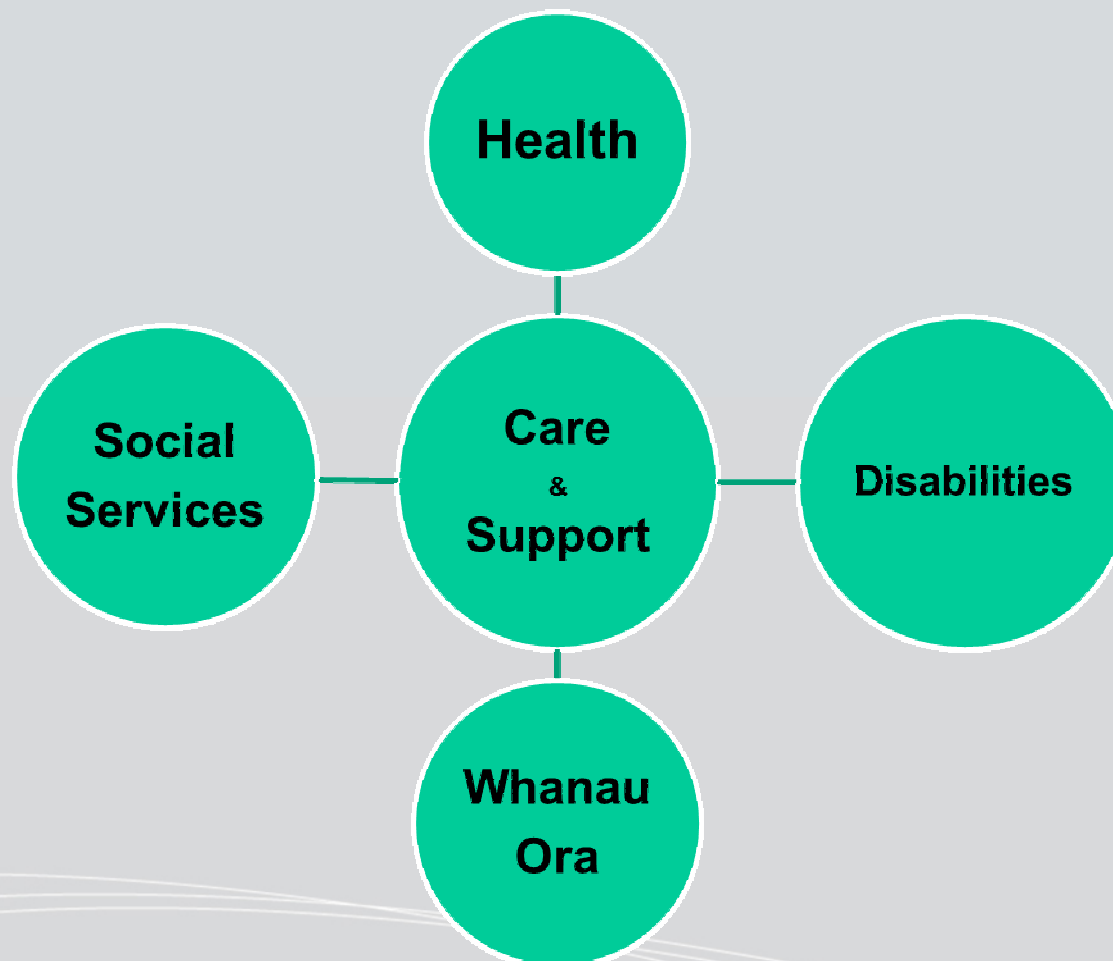 Health
Social
Services
Care
&
Support
Disabilities
Whanau
Ora